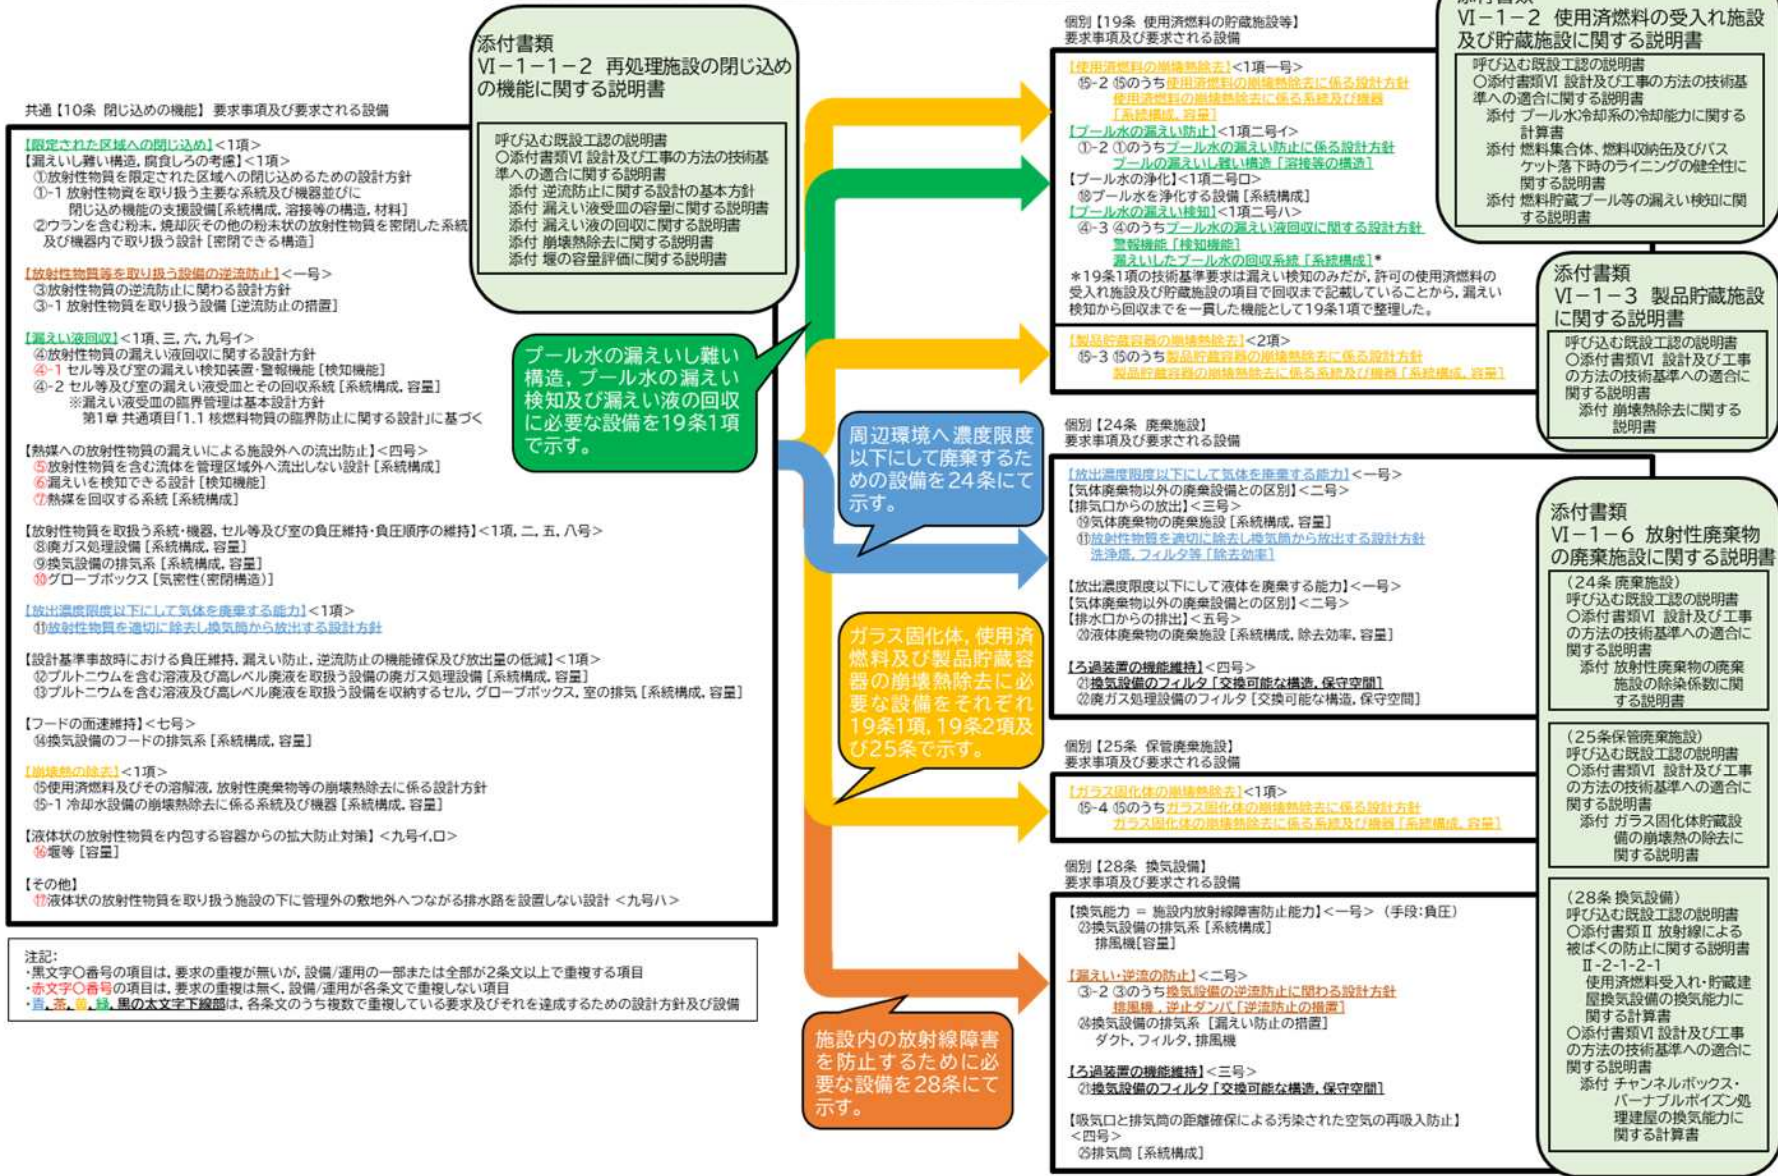 共通【10条 閉じ込めの機能】 要求事項及び要求される設備
【限定された区域への閉じ込め】<1項>
【漏えいし難い構造，腐食しろの考慮】<1項>
①放射性物質を限定された区域への閉じ込めるための設計方針
①-1 放射性物資を取り扱う主要な系統及び機器並びに
閉じ込め機能の支援設備[系統構成，溶接等の構造，材料]
②ウランを含む粉末，焼却灰その他の粉末状の放射性物質を密閉した系統
及び機器内で取り扱う設計 [密閉できる構造]
【放射性物質等を取り扱う設備の逆流防止】<一号>
③放射性物質の逆流防止に関わる設計方針
③-1 放射性物質を取り扱う設備 [逆流防止の措置]
【漏えい液回収】<1項，三，六，九号イ>
④放射性物質の漏えい液回収に関する設計方針
④-1 セル等及び室の漏えい検知装置・警報機能 [検知機能]
④-2 セル等及び室の漏えい液受皿とその回収系統 [系統構成，容量]
※漏えい液受皿の臨界管理は基本設計方針
第1章 共通項目「1.1 核燃料物質の臨界防止に関する設計」に基づく
【熱媒への放射性物質の漏えいによる施設外への流出防止】<四号>
⑤放射性物質を含む流体を管理区域外へ流出しない設計 [系統構成]
⑥漏えいを検知できる設計 [検知機能]
⑦熱媒を回収する系統 [系統構成]
【放射性物質を取扱う系統・機器，セル等及び室の負圧維持・負圧順序の維持】<1項，二，五，八号>
⑧廃ガス処理設備 [系統構成，容量]
⑨換気設備の排気系 [系統構成，容量]
⑩グローブボックス [気密性(密閉構造)]
【放出濃度限度以下にして気体を廃棄する能力】<1項>
⑪放射性物質を適切に除去し換気筒から放出する設計方針
【設計基準事故時における負圧維持，漏えい防止，逆流防止の機能確保及び放出量の低減】<1項>
⑫プルトニウムを含む溶液及び高レベル廃液を取扱う設備の廃ガス処理設備 [系統構成，容量]
⑬プルトニウムを含む溶液及び高レベル廃液を取扱う設備を収納するセル，グローブボックス，室の排気 [系統構成，容量]
【フードの面速維持】<七号>
⑭換気設備のフードの排気系 [系統構成，容量]
【崩壊熱の除去】<1項>
⑮使用済燃料及びその溶解液，放射性廃棄物等の崩壊熱除去に係る設計方針
⑮-1 冷却水設備の崩壊熱除去に係る系統及び機器 [系統構成，容量]
【液体状の放射性物質を内包する容器からの拡大防止対策】<九号イ，ロ>
⑯堰等 [容量]
【その他】
⑰液体状の放射性物質を取り扱う施設の下に管理外の敷地外へつながる排水路を設置しない設計 <九号ハ>
注記:
・黒文字〇番号の項目は，要求の重複が無いが，設備/運用の一部または全部が2条文以上で重複する項目
・赤文字〇番号の項目は，要求の重複は無く，設備/運用が各条文で重複しない項目
・青，茶，黄，緑，黒の太文字下線部は，各条文のうち複数で重複している要求及びそれを達成するための設計方針及び設備
添付書類
Ⅵ－1－1－2 再処理施設の閉じ込め
の機能に関する説明書
呼び込む既設工認の説明書
〇添付書類Ⅵ 設計及び工事の方法の技術基
準への適合に関する説明書
添付 逆流防止に関する設計の基本方針
添付 漏えい液受皿の容量に関する説明書
添付 漏えい液の回収に関する説明書
添付 崩壊熱除去に関する説明書
添付 堰の容量評価に関する説明書
プール水の漏えいし難い
構造，プール水の漏えい
検知及び漏えい液の回収
に必要な設備を19条1項
で示す。
周辺環境へ濃度限度
以下にして廃棄するた
めの設備を24条にて
示す。
ガラス固化体，使用済
燃料及び製品貯蔵容
器の崩壊熱除去に必
要な設備をそれぞれ
19条1項，19条2項及
び25条で示す。
施設内の放射線障害
を防止するために必
要な設備を28条にて
示す。
個別【19条 使用済燃料の貯蔵施設等】
要求事項及び要求される設備
【使用済燃料の崩壊熱除去】<1項一号>
⑮-2 ⑮のうち使用済燃料の崩壊熱除去に係る設計方針
使用済燃料の崩壊熱除去に係る系統及び機器
[系統構成，容量]
【プール水の漏えい防止】<1項二号イ>
①-2 ①のうちプール水の漏えい防止に係る設計方針
プールの漏えいし難い構造 [溶接等の構造]
【プール水の浄化】<1項二号ロ>
⑱プール水を浄化する設備 [系統構成]
【プール水の漏えい検知】<1項二号ハ>
④-3 ④のうちプール水の漏えい液回収に関する設計方針
警報機能 [検知機能]
漏えいしたプール水の回収系統 [系統構成]*
＊19条1項の技術基準要求は漏えい検知のみだが，許可の使用済燃料の
受入れ施設及び貯蔵施設の項目で回収まで記載していることから，漏えい
検知から回収までを一貫した機能として19条1項で整理した。
【製品貯蔵容器の崩壊熱除去】<2項>
⑮-3 ⑮のうち製品貯蔵容器の崩壊熱除去に係る設計方針
製品貯蔵容器の崩壊熱除去に係る系統及び機器 [系統構成，容量]
個別【24条 廃棄施設】
要求事項及び要求される設備
【放出濃度限度以下にして気体を廃棄する能力】<一号>
【気体廃棄物以外の廃棄設備との区別】<二号>
【排気口からの放出】<三号>
⑲気体廃棄物の廃棄施設 [系統構成，容量]
⑪放射性物質を適切に除去し換気筒から放出する設計方針
洗浄塔，フィルタ等 [除去効率]
【放出濃度限度以下にして液体を廃棄する能力】<一号>
【気体廃棄物以外の廃棄設備との区別】<二号>
【排水口からの排出】<五号>
⑳液体廃棄物の廃棄施設 [系統構成，除去効率，容量]
【ろ過装置の機能維持】<四号>
㉑換気設備のフィルタ [交換可能な構造，保守空間]
㉒廃ガス処理設備のフィルタ [交換可能な構造，保守空間]
個別【25条 保管廃棄施設】
要求事項及び要求される設備
【ガラス固化体の崩壊熱除去】<1項>
⑮-4 ⑮のうちガラス固化体の崩壊熱除去に係る設計方針
ガラス固化体の崩壊熱除去に係る系統及び機器 [系統構成，容量]
個別【28条 換気設備】
要求事項及び要求される設備
【換気能力 ＝ 施設内放射線障害防止能力】<一号> （手段：負圧）
㉓換気設備の排気系 [系統構成]
排風機[容量]
【漏えい・逆流の防止】<二号>
③-2 ③のうち換気設備の逆流防止に関わる設計方針
排風機，逆止ダンパ [逆流防止の措置]
㉔換気設備の排気系 [漏えい防止の措置]
ダクト，フィルタ，排風機
【ろ過装置の機能維持】<三号>
㉑換気設備のフィルタ [交換可能な構造，保守空間]
【吸気口と排気筒の距離確保による汚染された空気の再吸入防止】
<四号>
㉕排気筒 [系統構成]
添付書類
Ⅵ－1－2 使用済燃料の受入れ施設
及び貯蔵施設に関する説明書
呼び込む既設工認の説明書
〇添付書類Ⅵ 設計及び工事の方法の技術基
準への適合に関する説明書
添付 プール水冷却系の冷却能力に関する
計算書
添付 燃料集合体、燃料収納缶及びバス
ケット落下時のライニングの健全性に
関する説明書
添付 燃料貯蔵プール等の漏えい検知に関
する説明書
添付書類
Ⅵ－1－3 製品貯蔵施設
に関する説明書
呼び込む既設工認の説明書
〇添付書類Ⅵ 設計及び工事
の方法の技術基準への適合に
関する説明書
添付 崩壊熱除去に関する
説明書
添付書類
Ⅵ－1－6 放射性廃棄物
の廃棄施設に関する説明書
（24条 廃棄施設）
呼び込む既設工認の説明書
〇添付書類Ⅵ 設計及び工事
の方法の技術基準への適合に
関する説明書
添付 放射性廃棄物の廃棄
施設の除染係数に関
する説明書
（25条保管廃棄施設）
呼び込む既設工認の説明書
〇添付書類Ⅵ 設計及び工事
の方法の技術基準への適合に
関する説明書
添付 ガラス固化体貯蔵設
備の崩壊熱の除去に
関する説明書
（28条 換気設備）
呼び込む既設工認の説明書
〇添付書類Ⅱ 放射線による
被ばくの防止に関する説明書
Ⅱ-2-1-2-1
使用済燃料受入れ・貯蔵建
屋換気設備の換気能力に
関する計算書
〇添付書類Ⅵ 設計及び工事
の方法の技術基準への適合に
関する説明書
添付 チャンネルボックス・
バーナブルポイズン処
理建屋の換気能力に
関する計算書